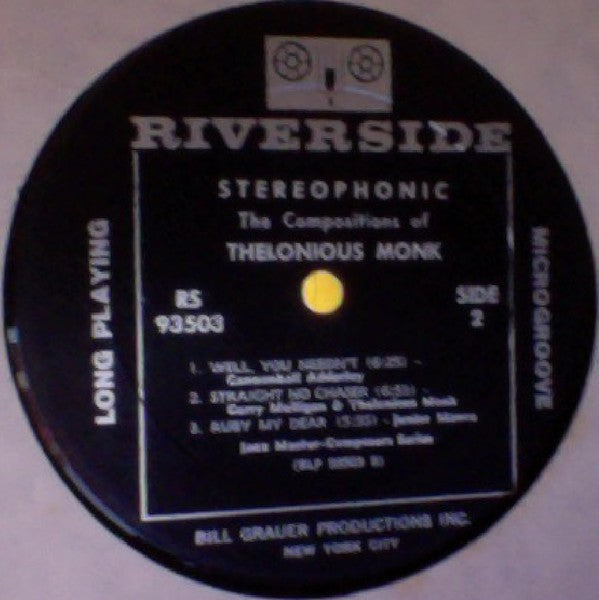 RIVERSIDE
STEREOPHONIC
The Compositions of
THELONIOUS MONK
LONG PLAYING
MICROGROOVE
RS
93503
SIDE
2
1. WELL, YOU NEEDN'T (6:25) -
Cannonball Adderley
2. STRAIGHT NO CHASER -
Gerry Mulligan & Thelonious Monk
3. RUBY MY DEAR -
Jazz Master-Composers Series
BILL GRAUER PRODUCTIONS INC.
NEW YORK CITY